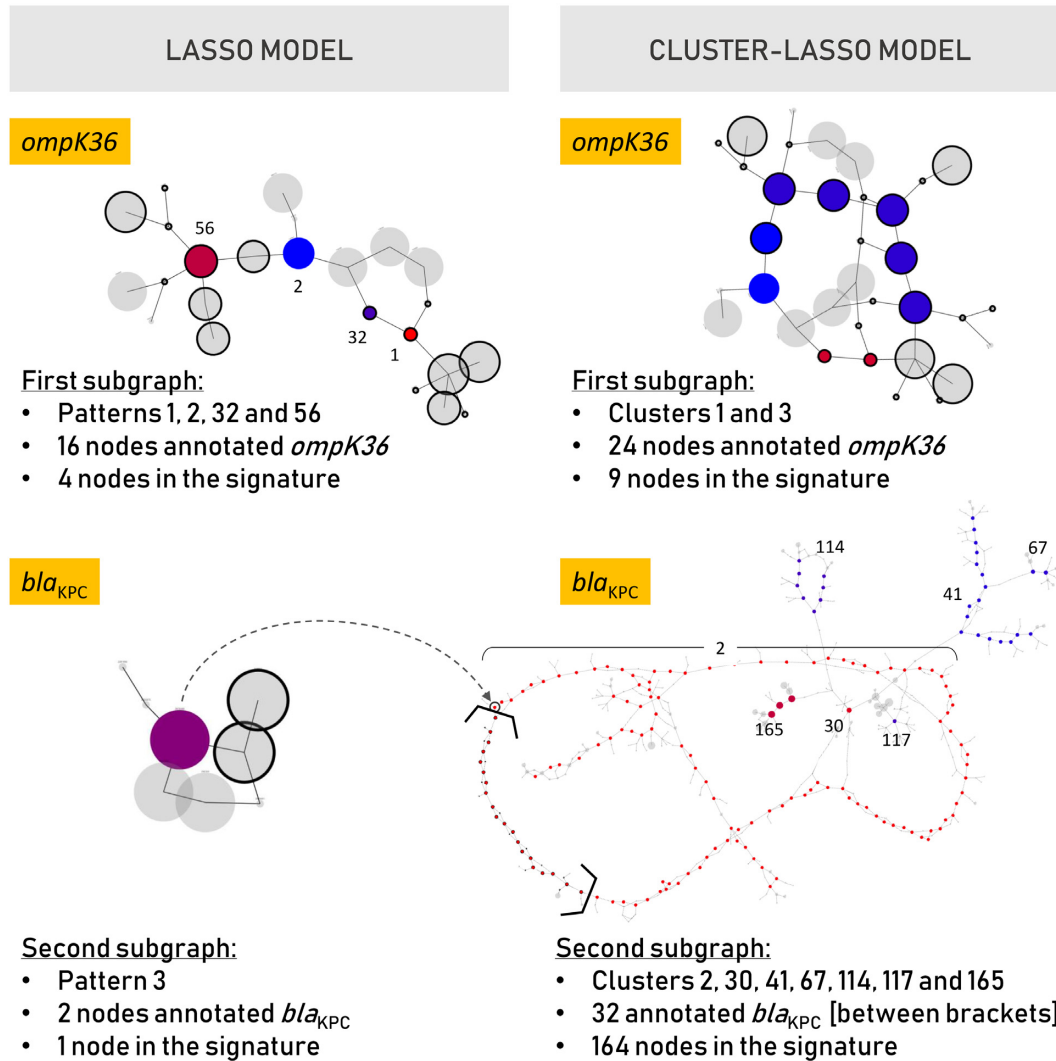 LASSO MODEL
CLUSTER-LASSO MODEL
ompK36
ompK36
56
2
32
1
First subgraph:
• Patterns 1, 2, 32 and 56
• 16 nodes annotated ompK36
• 4 nodes in the signature
First subgraph:
• Clusters 1 and 3
• 24 nodes annotated ompK36
• 9 nodes in the signature
blaKPC
blaKPC
114
67
41
2
165
30
117
Second subgraph:
• Pattern 3
• 2 nodes annotated blaKPC
• 1 node in the signature
Second subgraph:
• Clusters 2, 30, 41, 67, 114, 117 and 165
• 32 annotated blaKPC [between brackets]
• 164 nodes in the signature